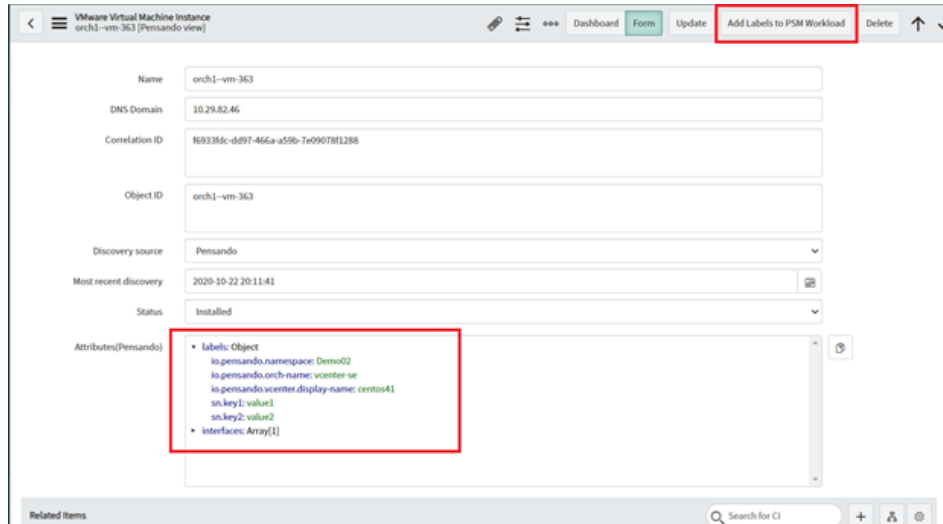 VMware Virtual Machine Instance
orch1--vm-363 [Pensando view]
Dashboard
Form
Update
Add Labels to PSM Workload
Delete
Name
orch1--vm-363
DNS Domain
10.29.82.46
Correlation ID
f6933fdc-dd97-466a-a59b-7e09078f1288
Object ID
orch1--vm-363
Discovery source
Pensando
Most recent discovery
2020-10-22 20:11:41
Status
Installed
Attributes(Pensando)
labels: Object
io.pensando.namespace: Demo02
io.pensando.orch-name: vcenter-se
io.pensando.vcenter.display-name: centos41
sn.key1: value1
sn.key2: value2
interfaces: Array[1]
Related Items
Search for CI